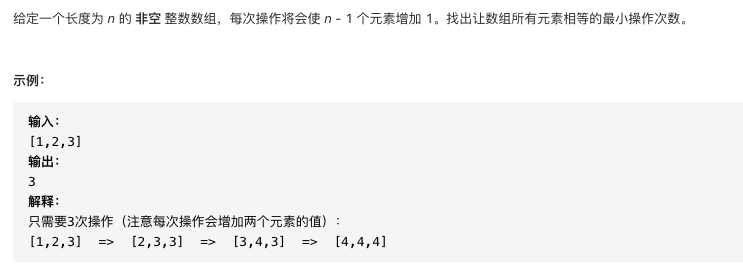 给定一个长度为 n 的 非空 整数数组，每次操作将会使 n - 1 个元素增加 1。找出让数组所有元素相等的最小操作次数。
示例：
输入：
[1,2,3]
输出：
3
解释：
只需要3次操作（注意每次操作会增加两个元素的值）：
[1,2,3]  =>  [2,3,3]  =>  [3,4,3]  =>  [4,4,4]